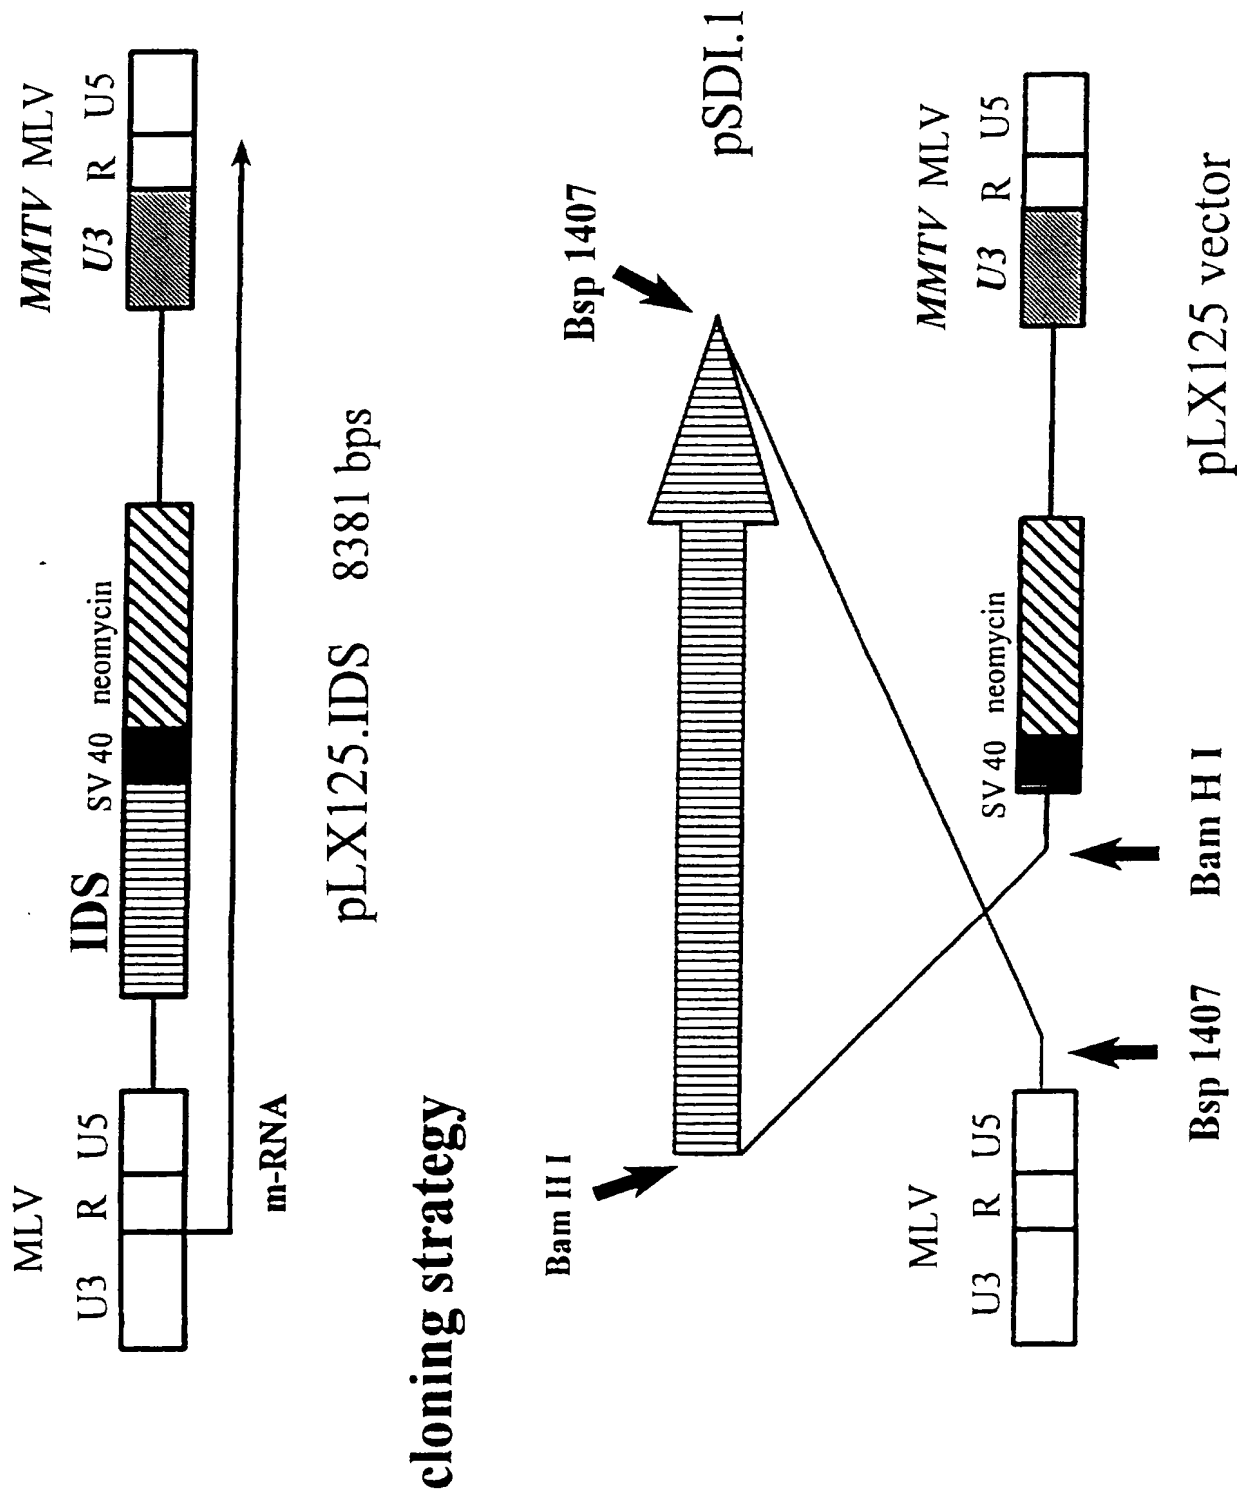 MLV
U3 R U5
IDS
SV 40
neomycin
MMTV MLV
U3 R U5
m-RNA
pLX125.IDS 8381 bps
cloning strategy
Bam H I
Bsp 1407
pSDI.1
MLV
U3 R U5
SV 40
neomycin
MMTV MLV
U3 R U5
Bsp 1407
Bam H I
pLX125 vector